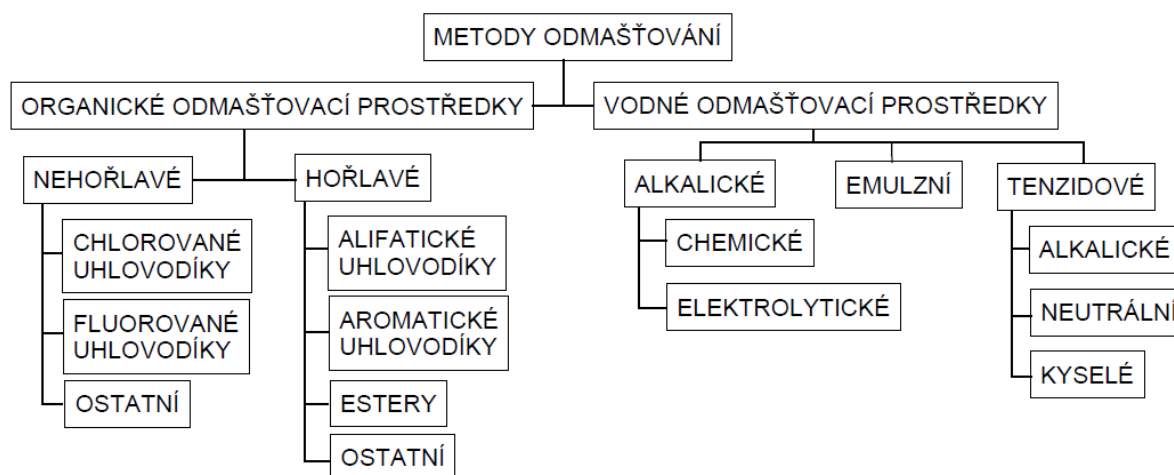 METODY ODMAŠŤOVÁNÍ
ORGANICKÉ ODMAŠŤOVACÍ PROSTŘEDKY
VODNÉ ODMAŠŤOVACÍ PROSTŘEDKY
NEHOŘLAVÉ
HOŘLAVÉ
CHLOROVANÉ
UHLOVODÍKY
FLUOROVANÉ
UHLOVODÍKY
OSTATNÍ
ALIFATICKÉ
UHLOVODÍKY
AROMATICKÉ
UHLOVODÍKY
ESTERY
OSTATNÍ
ALKALICKÉ
EMULZNÍ
TENZIDOVÉ
CHEMICKÉ
ELEKTROLYTICKÉ
ALKALICKÉ
NEUTRÁLNÍ
KYSELÉ